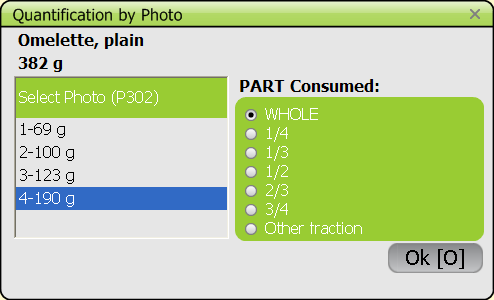 Quantification by Photo
Omelette, plain
382 g
Select Photo (P302)
1-69 g
2-100 g
3-123 g
4-190 g
PART Consumed:
WHOLE
1/4
1/3
1/2
2/3
3/4
Other traction
Ok [O]